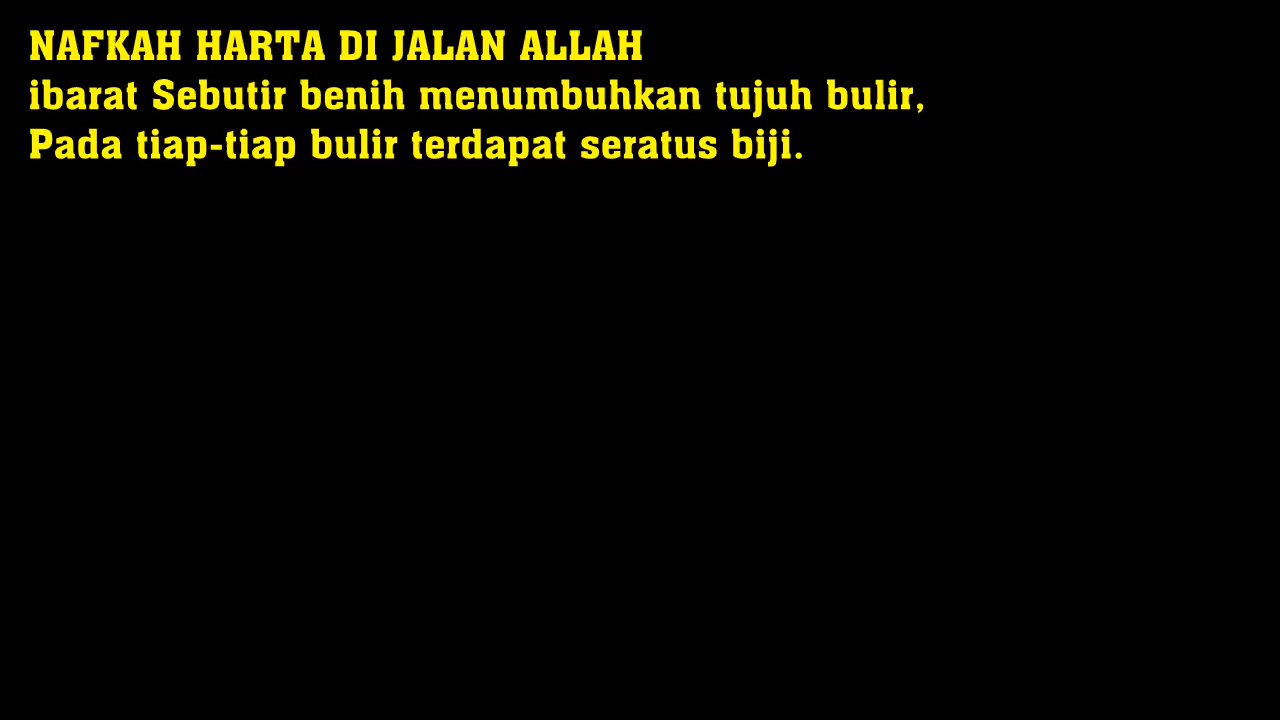 NAFKAH HARTA DI JALAN ALLAH
ibarat Sebutir benih menumbuhkan tujuh bulir,
Pada tiap-tiap bulir terdapat seratus biji.